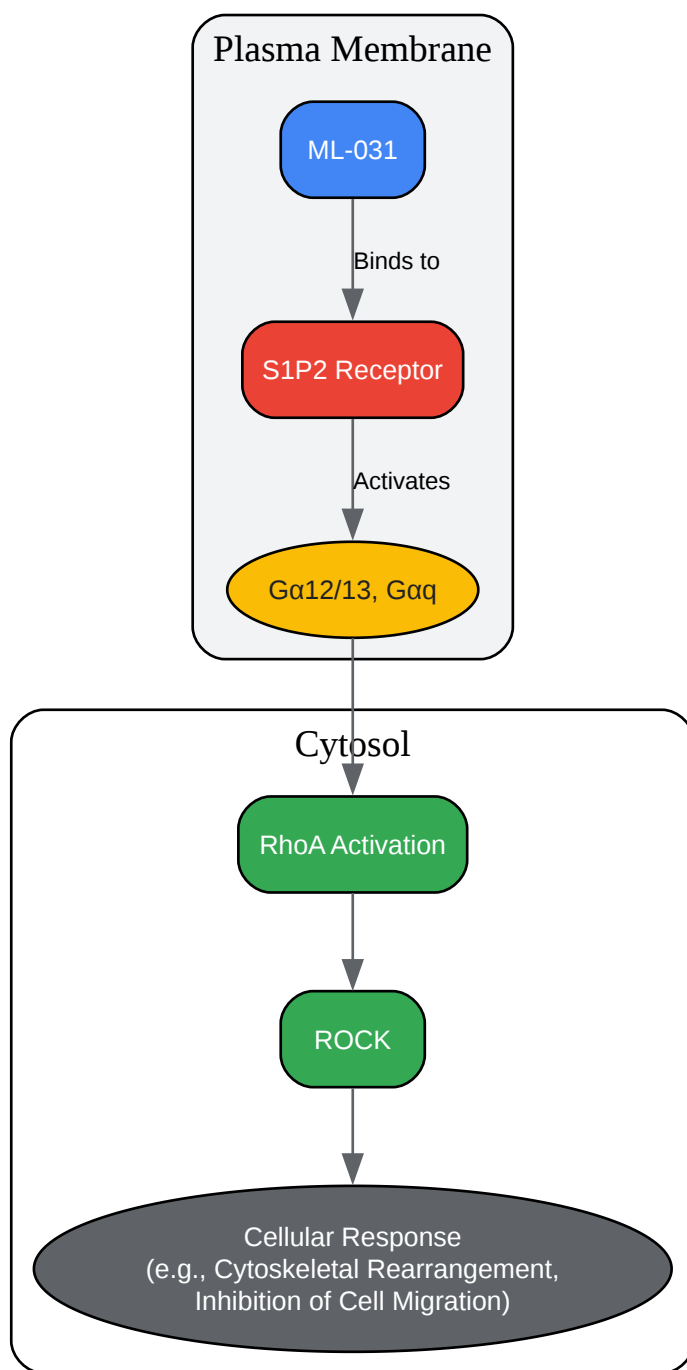 Plasma Membrane
ML-031
Binds to
S1P2 Receptor
Activates
Gα12/13, Gαq
Cytosol
RhoA Activation
ROCK
Cellular Response
(e.g., Cytoskeletal Rearrangement,
Inhibition of Cell Migration)